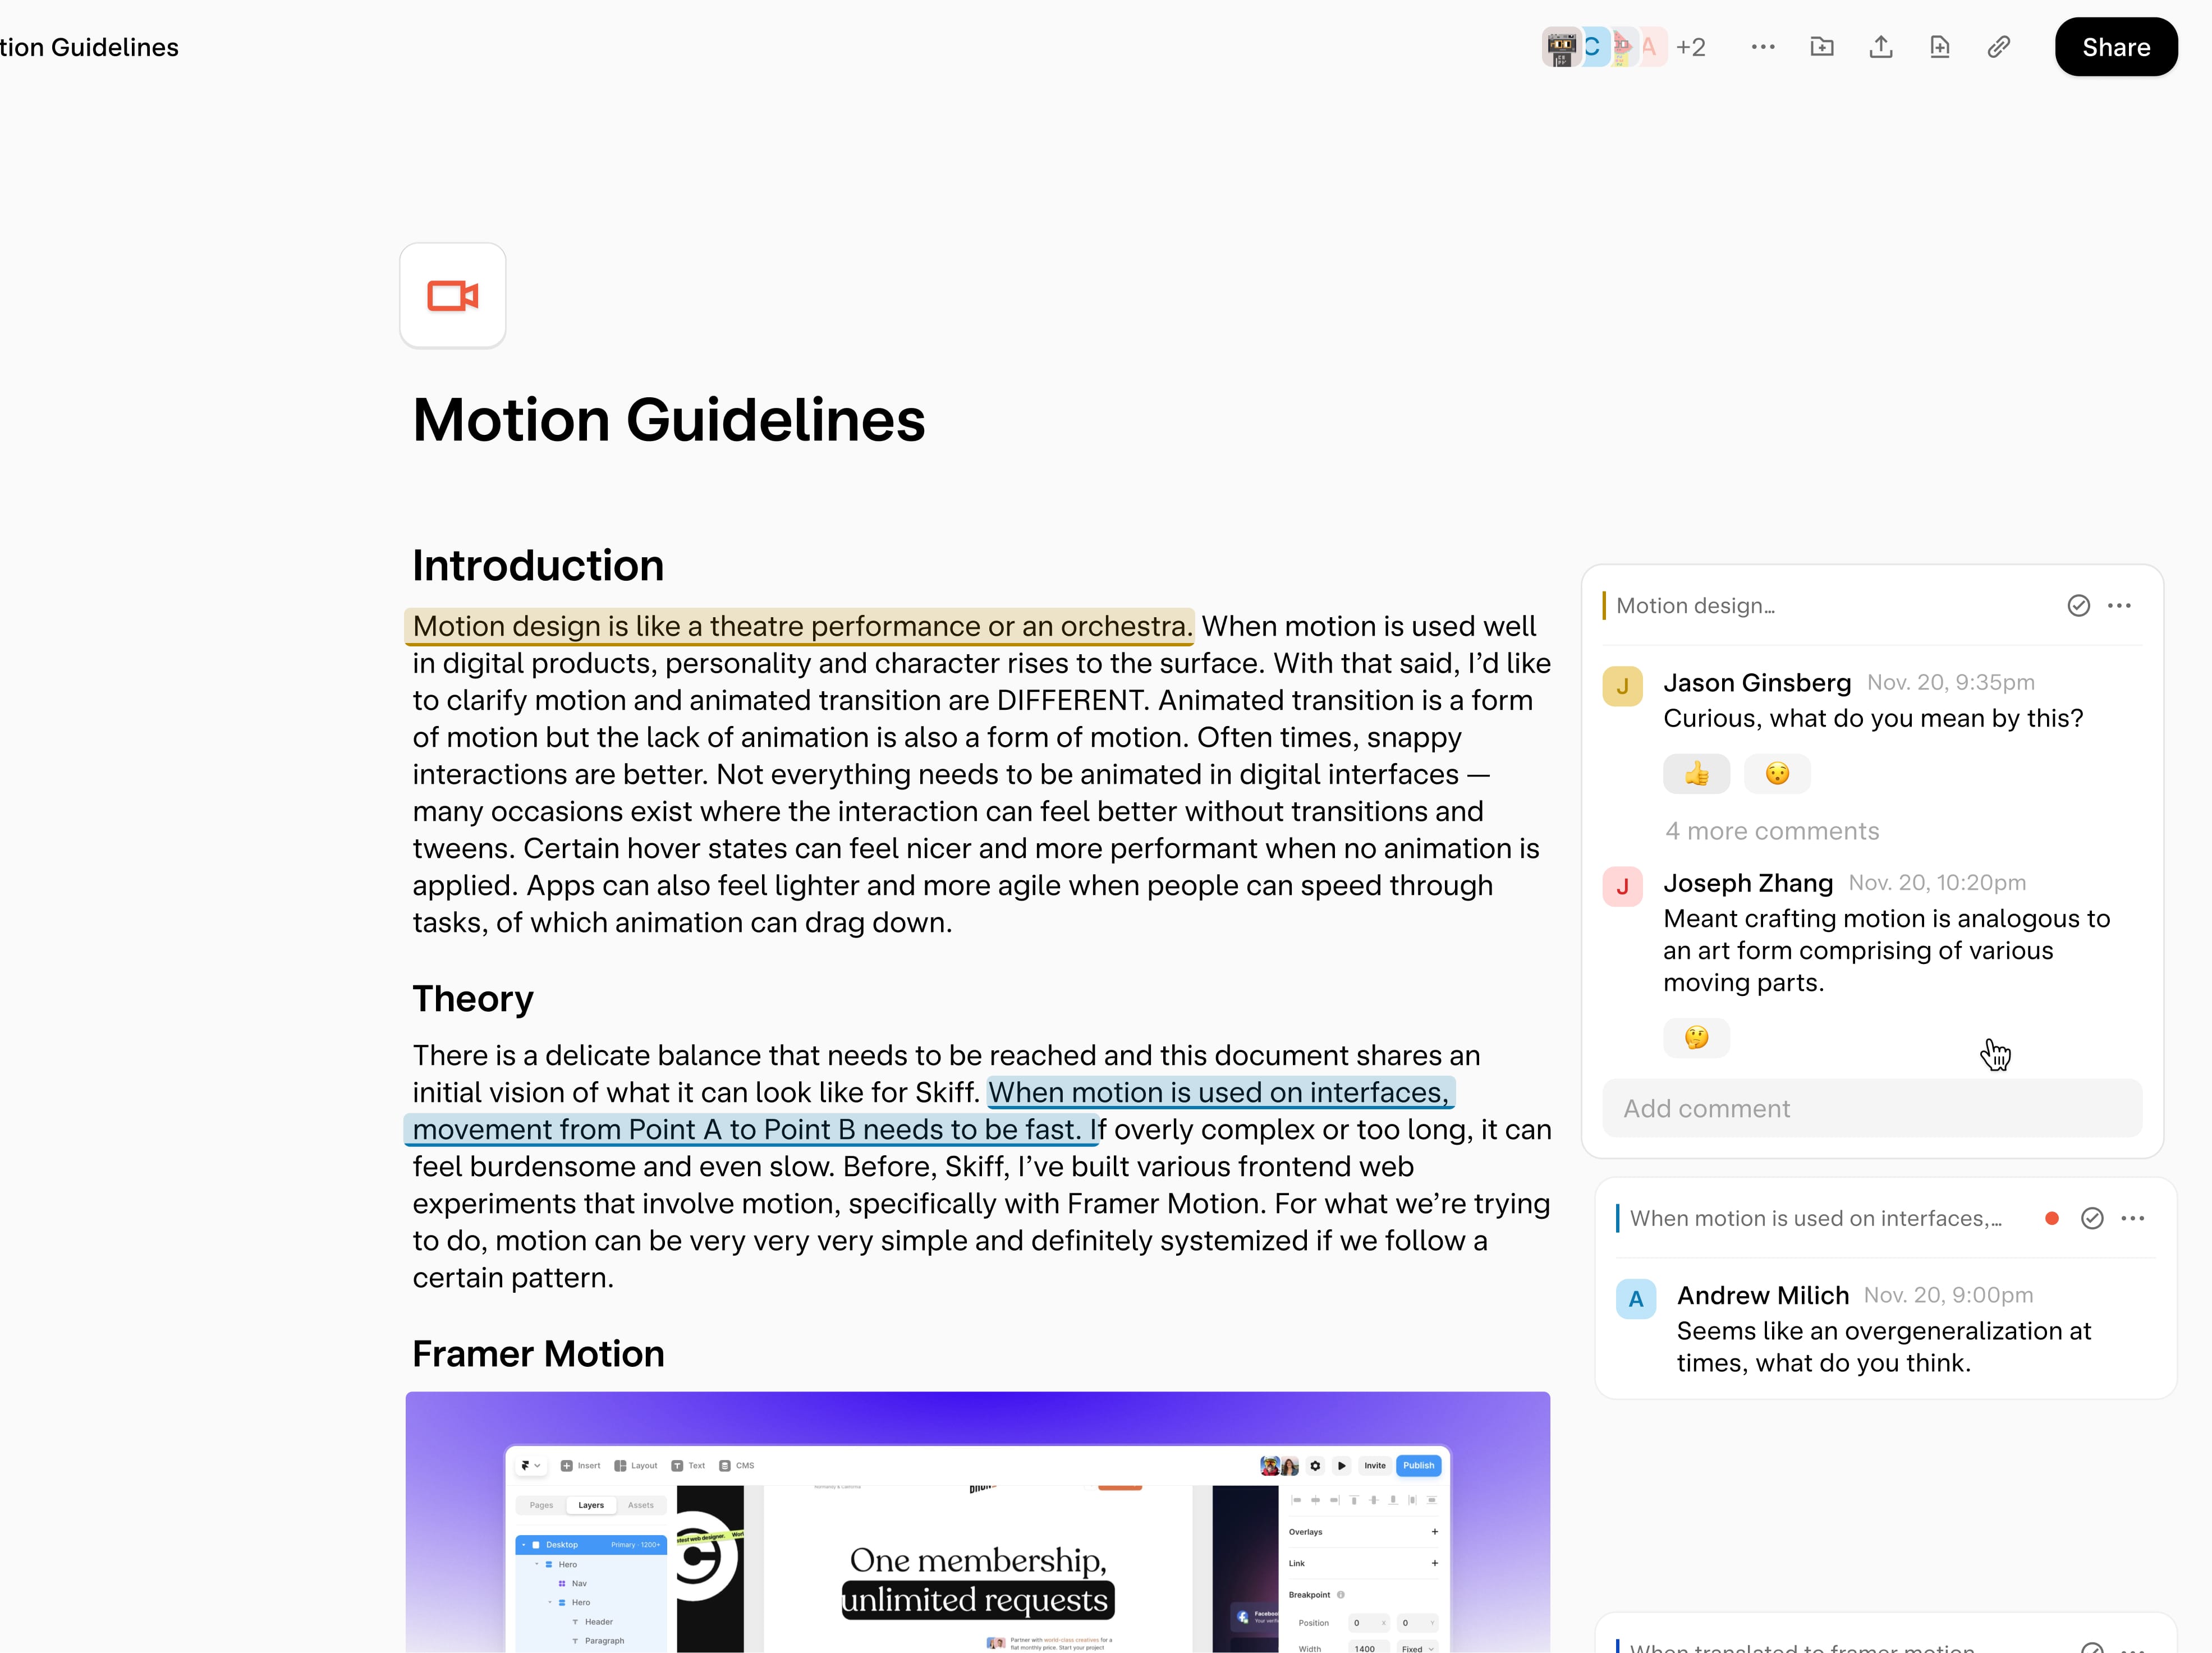 tion Guidelines
C
A
+2
Share
Motion Guidelines
Introduction
Motion design is like a theatre performance or an orchestra. When motion is used well
in digital products, personality and character rises to the surface. With that said, I’d like
to clarify motion and animated transition are DIFFERENT. Animated transition is a form
of motion but the lack of animation is also a form of motion. Often times, snappy
interactions are better. Not everything needs to be animated in digital interfaces —
many occasions exist where the interaction can feel better without transitions and
tweens. Certain hover states can feel nicer and more performant when no animation is
applied. Apps can also feel lighter and more agile when people can speed through
tasks, of which animation can drag down.
Theory
There is a delicate balance that needs to be reached and this document shares an
initial vision of what it can look like for Skiff. When motion is used on interfaces,
movement from Point A to Point B needs to be fast. If overly complex or too long, it can
feel burdensome and even slow. Before, Skiff, I’ve built various frontend web
experiments that involve motion, specifically with Framer Motion. For what we’re trying
to do, motion can be very very very simple and definitely systemized if we follow a
certain pattern.
Framer Motion
Insert
Layout
Text
CMS
Invite
Publish
Pages
Layers
Assets
Desktop
Primary · 1200+
Hero
Nav
Hero
Header
Paragraph
test web designer.
One membership,
unlimited requests
Partner with world-class creatives for a
flat monthly price. Start your project
Overlays
Link
Breakpoint
Position
0
X
0
Y
Width
1400
Fixed
Motion design…
J
Jason Ginsberg
Nov. 20, 9:35pm
Curious, what do you mean by this?
4 more comments
J
Joseph Zhang
Nov. 20, 10:20pm
Meant crafting motion is analogous to
an art form comprising of various
moving parts.
Add comment
When motion is used on interfaces,…
A
Andrew Milich
Nov. 20, 9:00pm
Seems like an overgeneralization at
times, what do you think.
When translated to framer motion